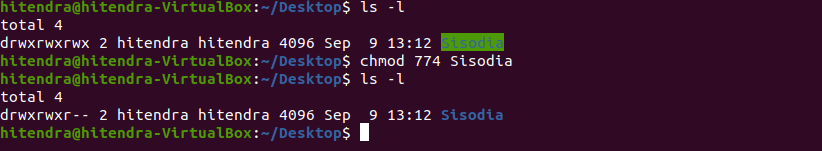 hitendra@hitendra-VirtualBox:~/Desktop$ ls -l
total 4
drwxrwxrwx 2 hitendra hitendra 4096 Sep  9 13:12 Sisodia
hitendra@hitendra-VirtualBox:~/Desktop$ chmod 774 Sisodia
hitendra@hitendra-VirtualBox:~/Desktop$ ls -l
total 4
drwxrwxr-- 2 hitendra hitendra 4096 Sep  9 13:12 Sisodia
hitendra@hitendra-VirtualBox:~/Desktop$